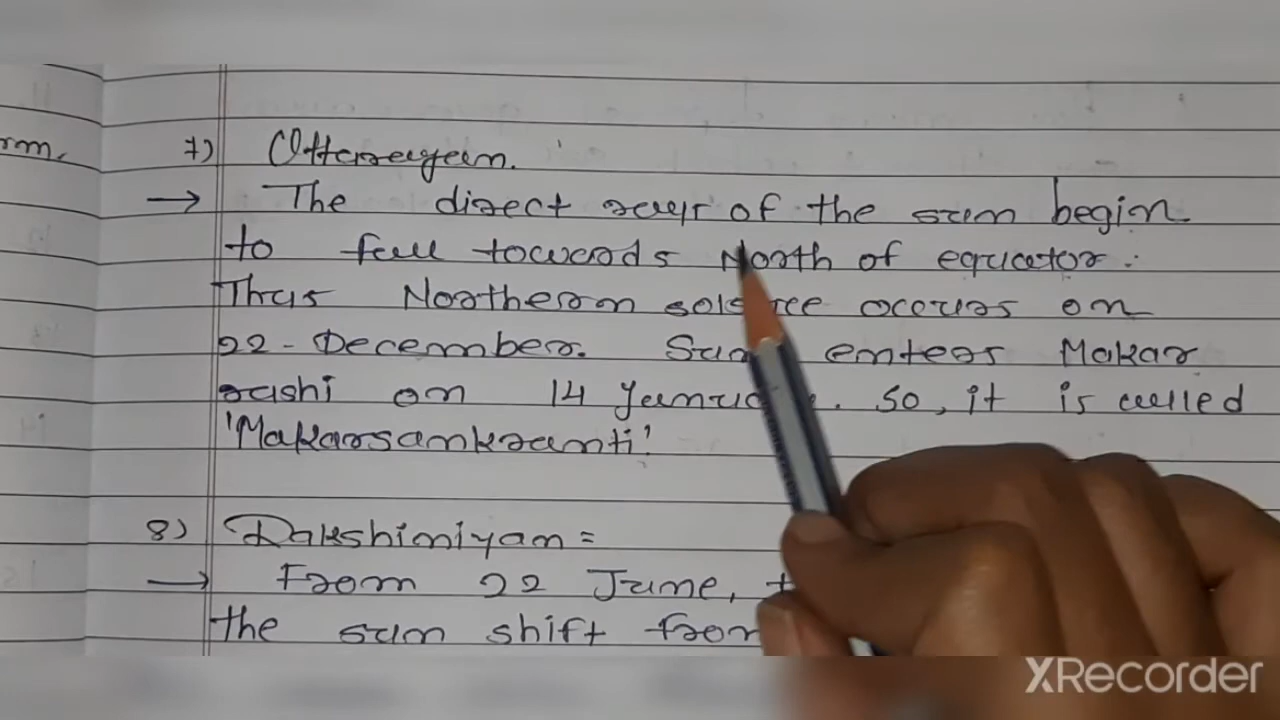 rm.
7) Uttarayan.
→ The direct rays of the sun begin
to fall towards North of equator.
Thus Northern solstice occurs on
22-December. Sun enters Makar
rashi on 14 January. so, it is called
'Makarsankranti'
8) Dakshiniyan =
→ From 22 June, t
the sun shift from
XRecorder